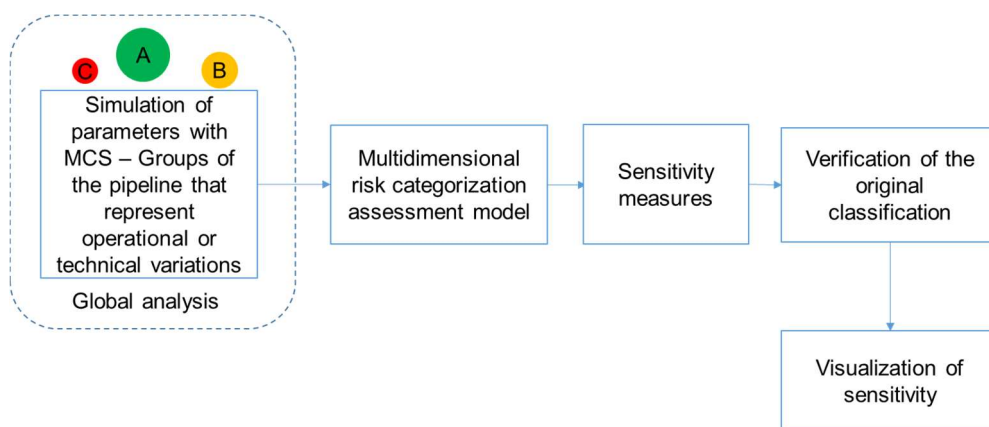 C
A
B
Simulation of
parameters with
MCS – Groups of
the pipeline that
represent
operational or
technical variations
Global analysis
Multidimensional
risk categorization
assessment model
Sensitivity
measures
Verification of the
original
classification
Visualization of
sensitivity